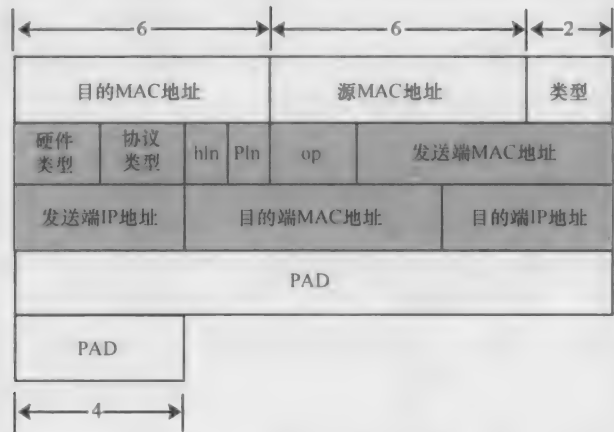 6 6 2
目的MAC地址 源MAC地址 类型
硬件类型 协议类型 hln Pln op 发送端MAC地址
发送端IP地址 目的端MAC地址 目的端IP地址
PAD
PAD
4